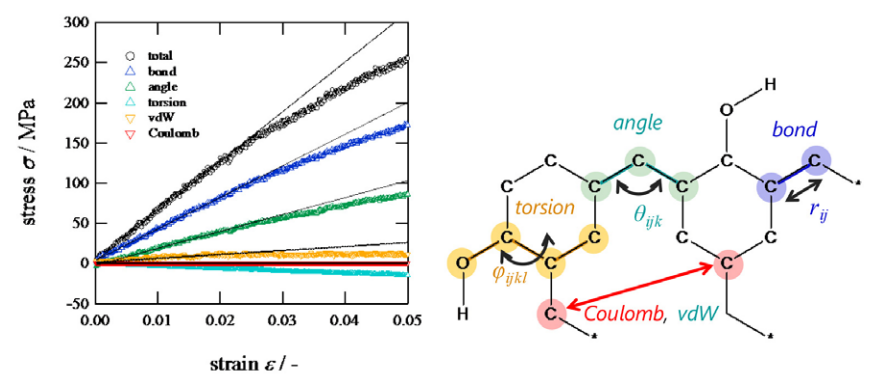 300
250
200
150
100
50
0
-50
stress σ / MPa
total
bond
angle
torsion
vdW
Coulomb
0.00 0.01 0.02 0.03 0.04 0.05
strain ε / -
H
O
angle
bond
C C C C
C C C C
*
torsion
θijk
rij
C C C C
O C C
φijkl
H
C
Coulomb, vdW
* *